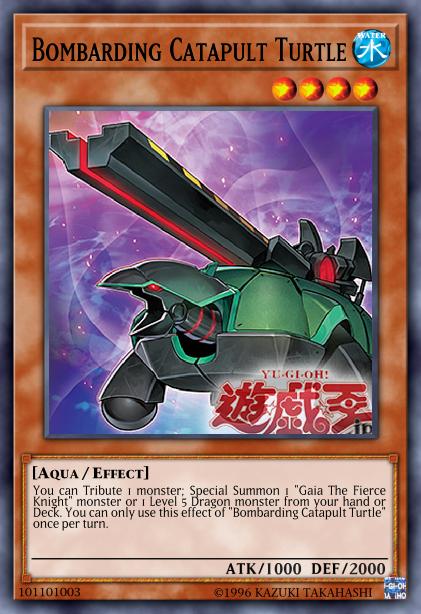 Bombarding Catapult Turtle
WATER
水
YU-GI-OH!
遊戯王
jp
[Aqua / Effect]
You can Tribute 1 monster; Special Summon 1 "Gaia The Fierce
Knight" monster or 1 Level 5 Dragon monster from your hand or
Deck. You can only use this effect of "Bombarding Catapult Turtle"
once per turn.
ATK/1000 DEF/2000
101101003
©1996 KAZUKI TAKAHASHI